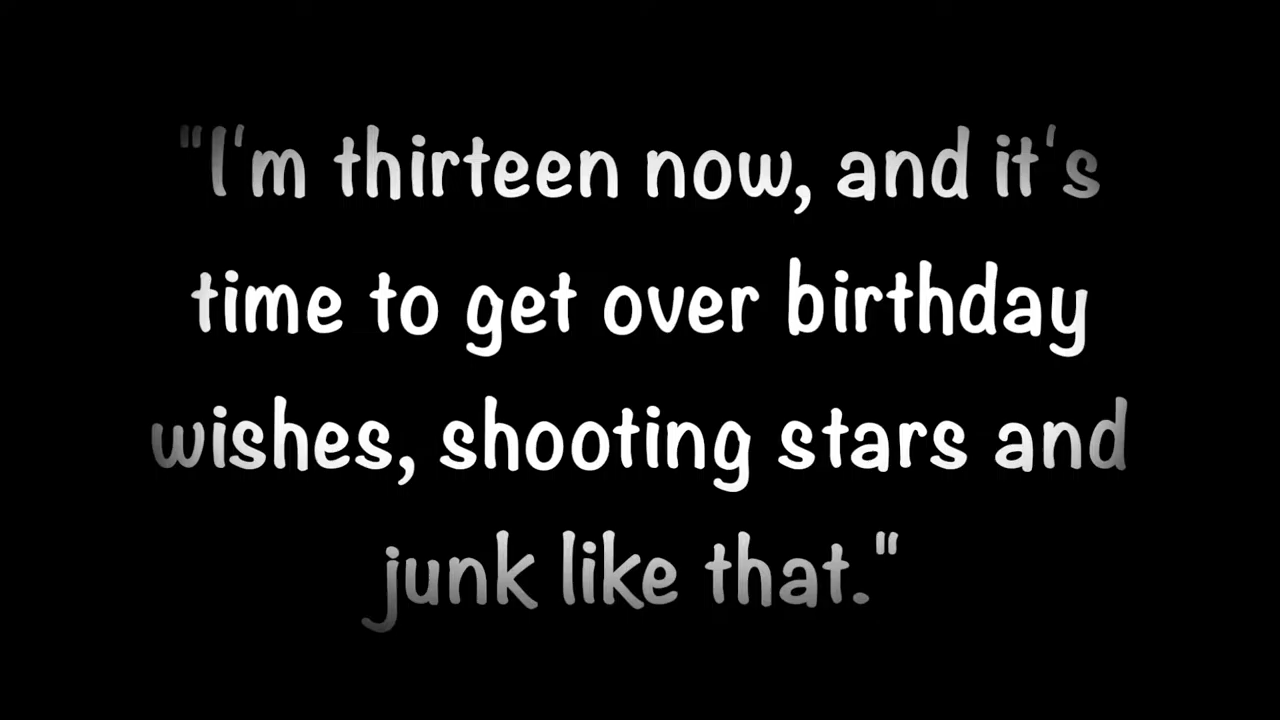 "I'm thirteen now, and it's
time to get over birthday
wishes, shooting stars and
junk like that."